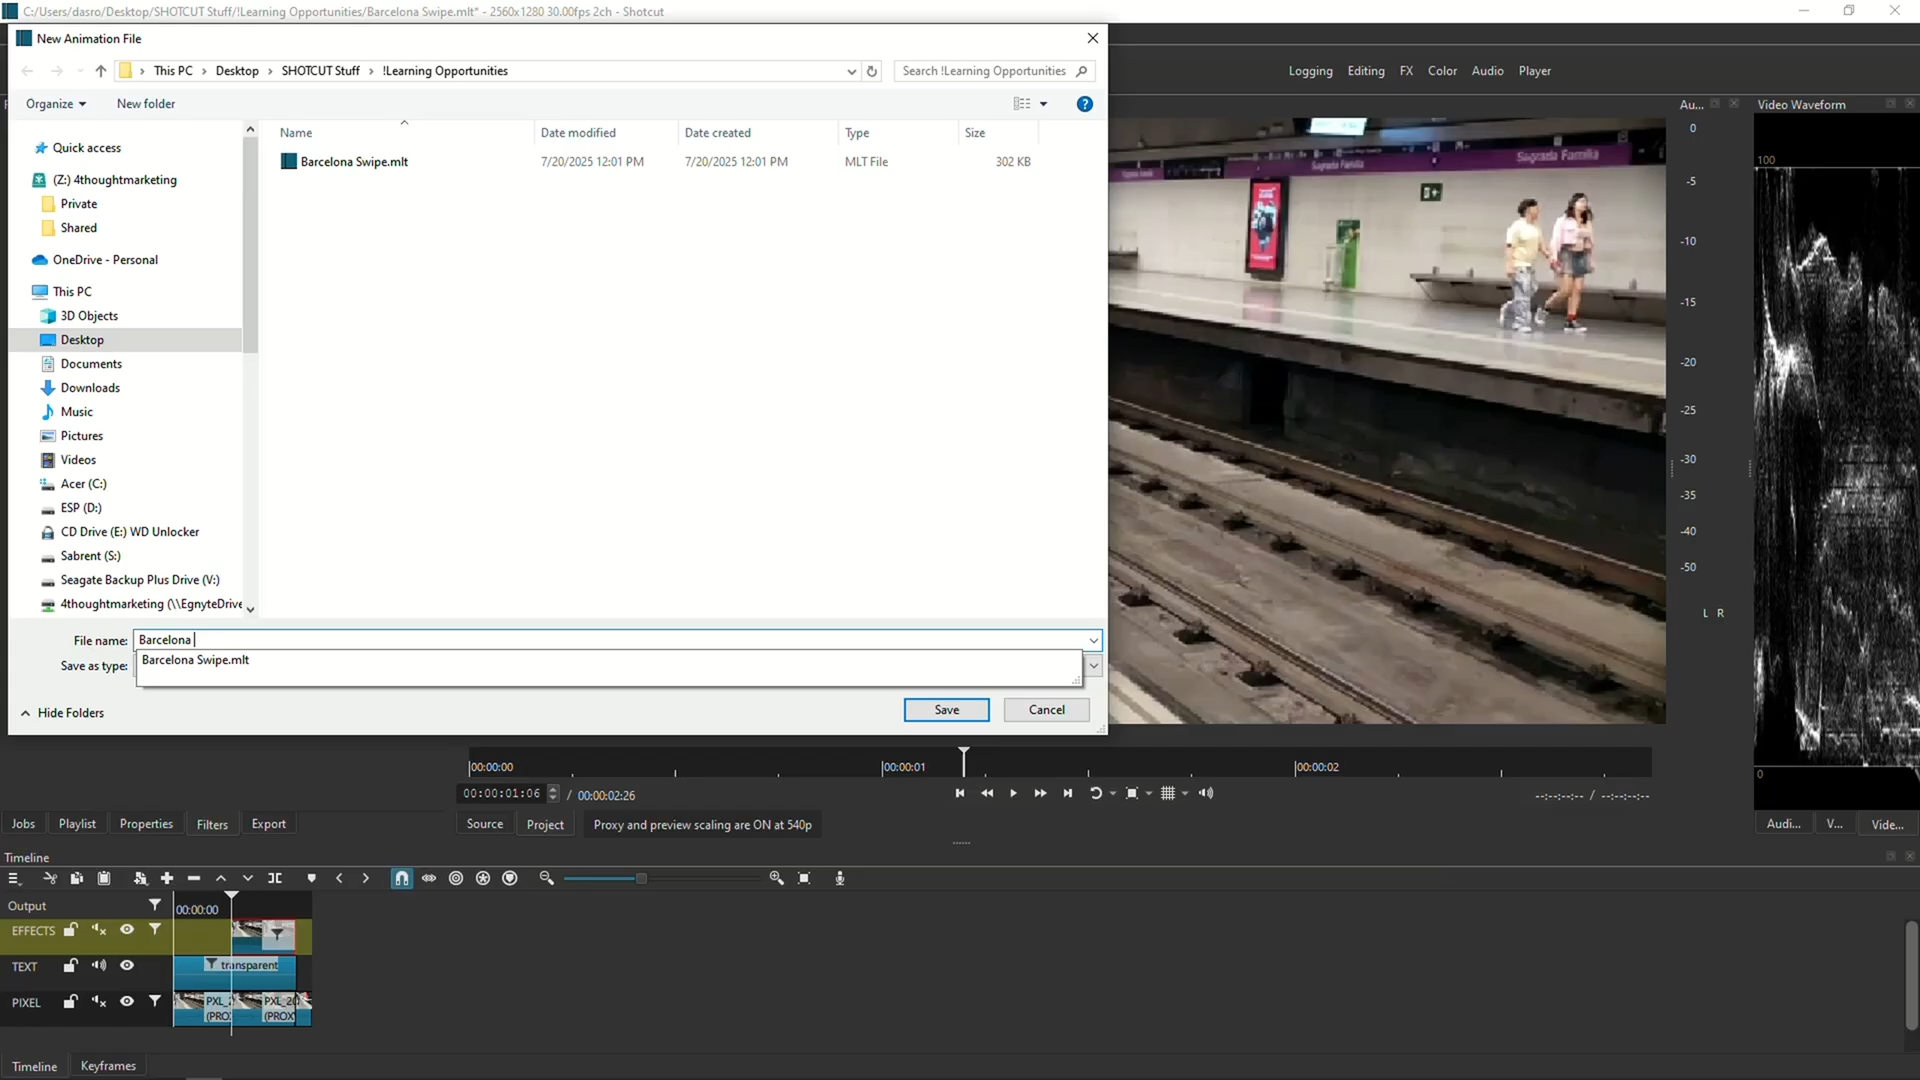 C:/Users/dasro/Desktop/SHOTCUT Stuff/!Learning Opportunities/Barcelona Swipe.mlt* - 2560x1280 30.00fps 2ch - Shotcut
New Animation File
This PC > Desktop > SHOTCUT Stuff > !Learning Opportunities
Search !Learning Opportunities
Logging Editing FX Color Audio Player
Organize New folder
Au... Video Waveform
Name Date modified Date created Type Size
Barcelona Swipe.mlt 7/20/2025 12:01 PM 7/20/2025 12:01 PM MLT File 302 KB
Quick access
(Z:) 4thoughtmarketing
Private
Shared
OneDrive - Personal
This PC
3D Objects
Desktop
Documents
Downloads
Music
Pictures
Videos
Acer (C:)
ESP (D:)
CD Drive (E:) WD Unlocker
Sabrent (S:)
Seagate Backup Plus Drive (V:)
4thoughtmarketing (\\EgnyteDrive
Sagrada Familia
Sagrada Familia
0
-5
-10
-15
-20
-25
-30
-35
-40
-50
L R
100
0
File name: Barcelona
Save as type:
Barcelona Swipe.mlt
Hide Folders
Save Cancel
00:00:00 00:00:01 00:00:02
00:00:01:06 / 00:00:02:26
--:--:--:-- / --:--:--:--
Jobs Playlist Properties Filters Export
Source Project Proxy and preview scaling are ON at 540p
Audi... V... Vide...
Timeline
Output 00:00:00
EFFECTS
TEXT transparent
PIXEL PXL_2 PXL_20
(PRO (PROX
Timeline Keyframes